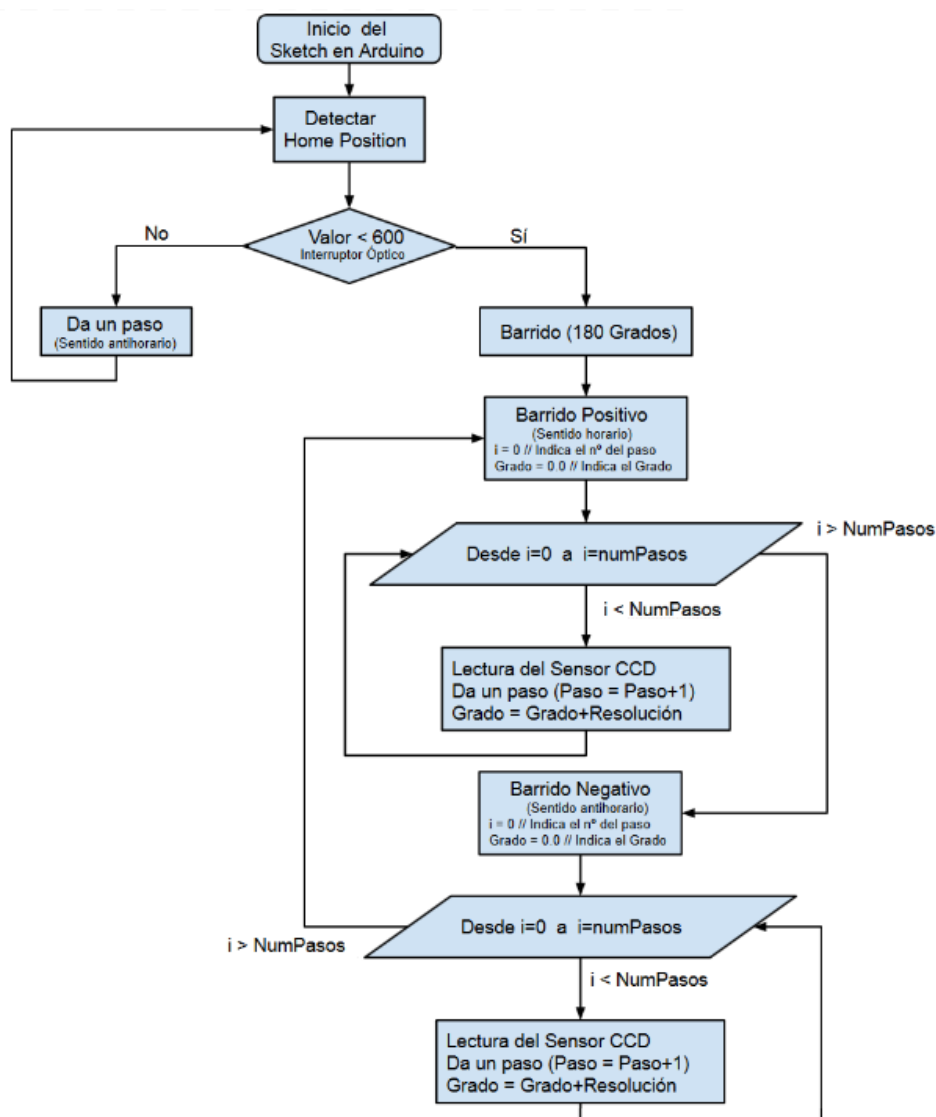 Inicio del
Sketch en Arduino
Detectar
Home Position
Valor < 600
Interruptor Óptico
No
Sí
Da un paso
(Sentido antihorario)
Barrido (180 Grados)
Barrido Positivo
(Sentido horario)
i = 0 // Indica el nº del paso
Grado = 0.0 // Indica el Grado
Desde i=0 a i=numPasos
i > NumPasos
i < NumPasos
Lectura del Sensor CCD
Da un paso (Paso = Paso+1)
Grado = Grado+Resolución
Barrido Negativo
(Sentido antihorario)
i = 0 // Indica el nº del paso
Grado = 0.0 // Indica el Grado
Desde i=0 a i=numPasos
i > NumPasos
i < NumPasos
Lectura del Sensor CCD
Da un paso (Paso = Paso+1)
Grado = Grado+Resolución